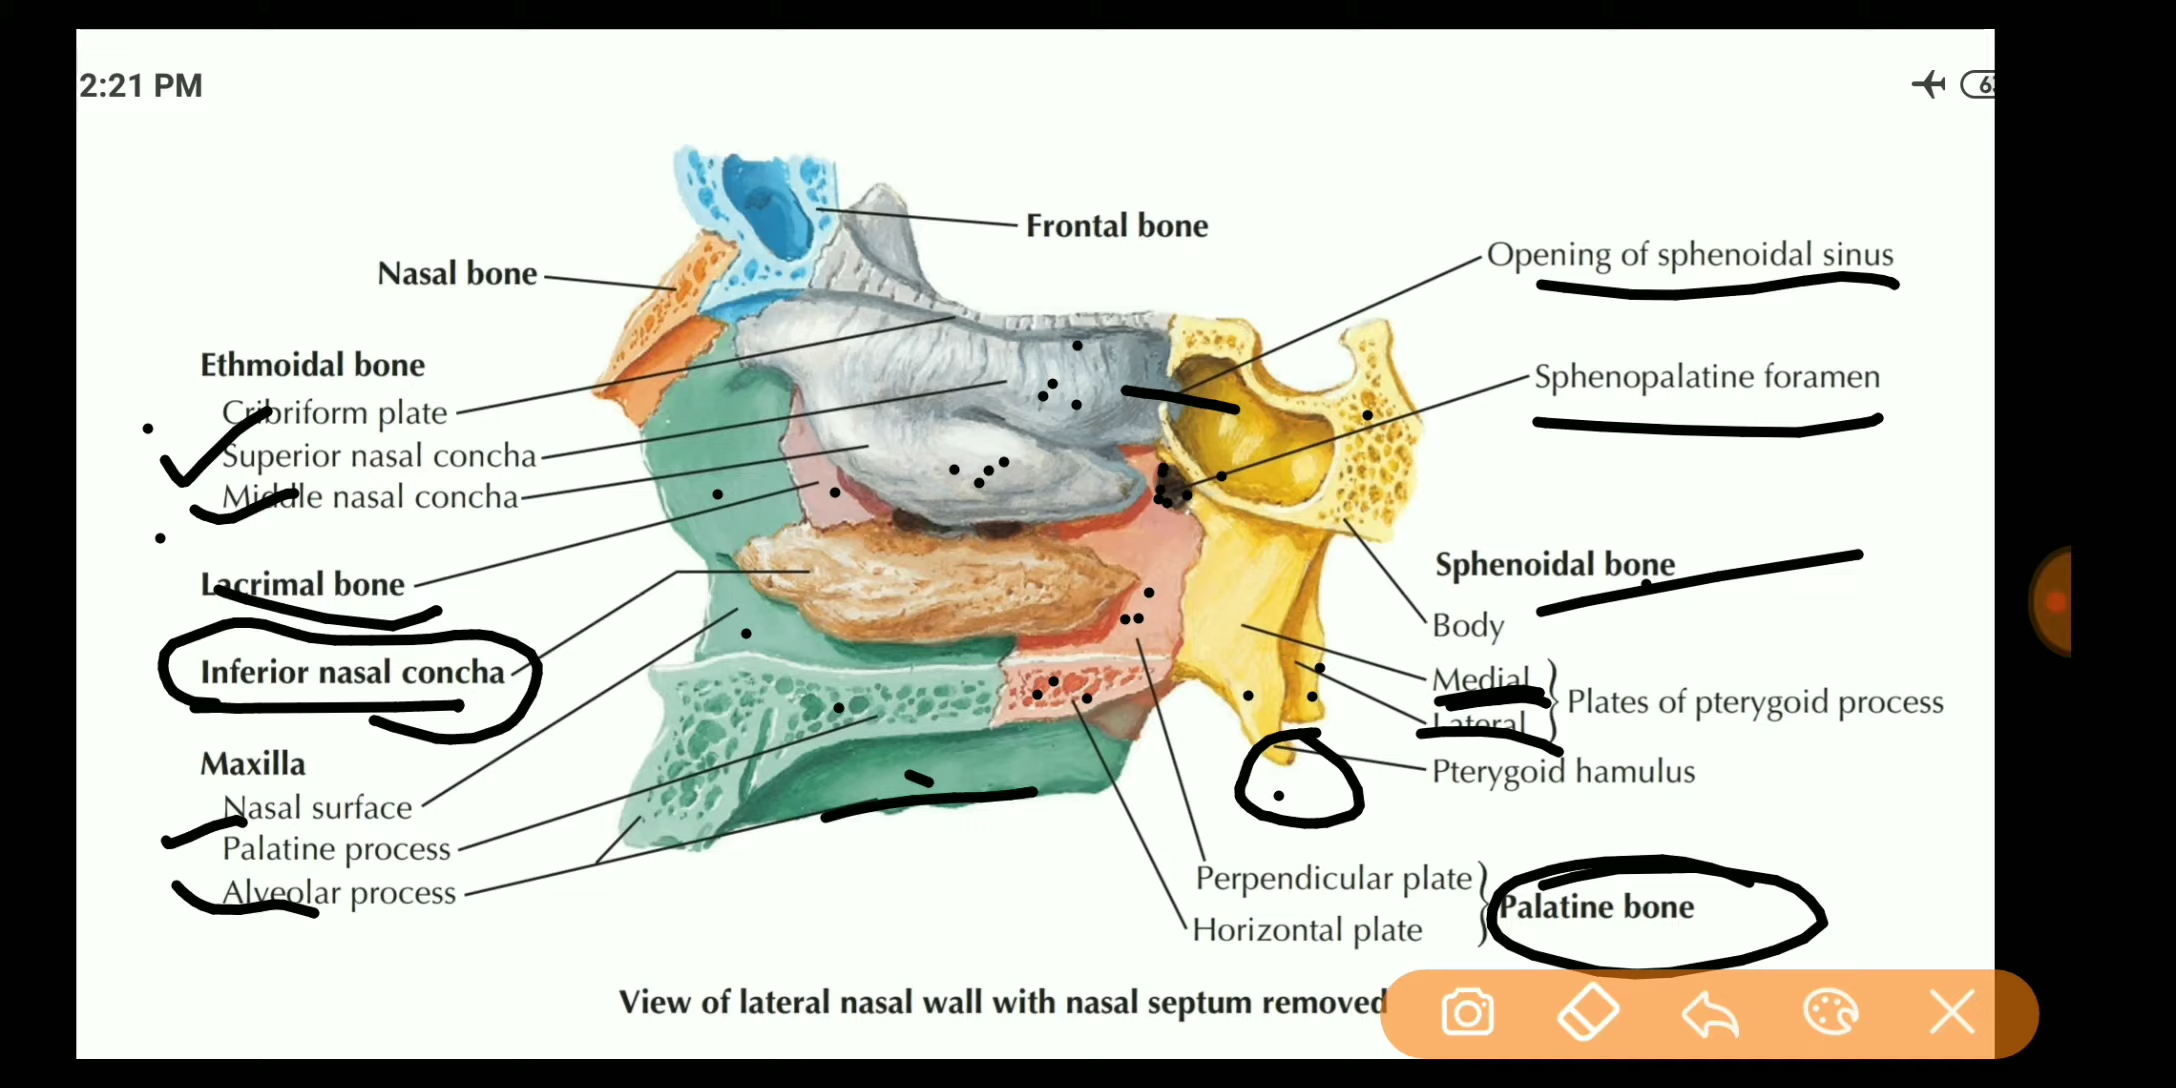 2:21 PM
Frontal bone
Opening of sphenoidal sinus
Nasal bone
Ethmoidal bone
Cribriform plate
Superior nasal concha
Middle nasal concha
Sphenopalatine foramen
Lacrimal bone
Sphenoidal bone
Body
Inferior nasal concha
Medial
Lateral
Plates of pterygoid process
Pterygoid hamulus
Maxilla
Nasal surface
Palatine process
Alveolar process
Perpendicular plate
Horizontal plate
Palatine bone
View of lateral nasal wall with nasal septum removed